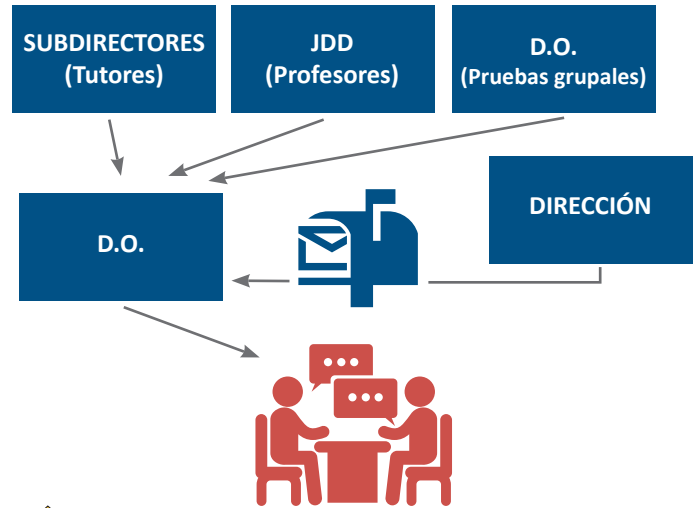 SUBDIRECTORES
(Tutores)
JDD
(Profesores)
D.O.
(Pruebas grupales)
DIRECCIÓN
D.O.